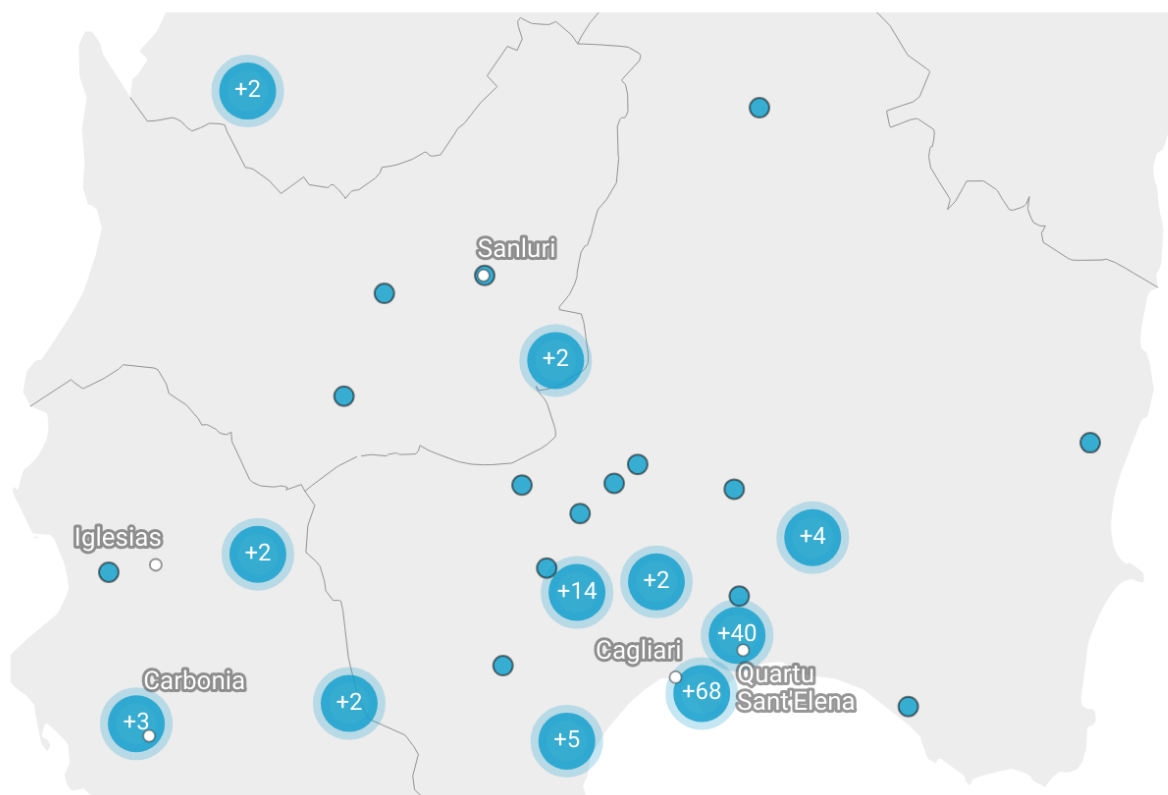 +2
Sanluri
+2
Iglesias
+2
+4
+14
+2
+40
Cagliari
Carbonia
Quartu
Sant'Elena
+3
+2
+68
+5